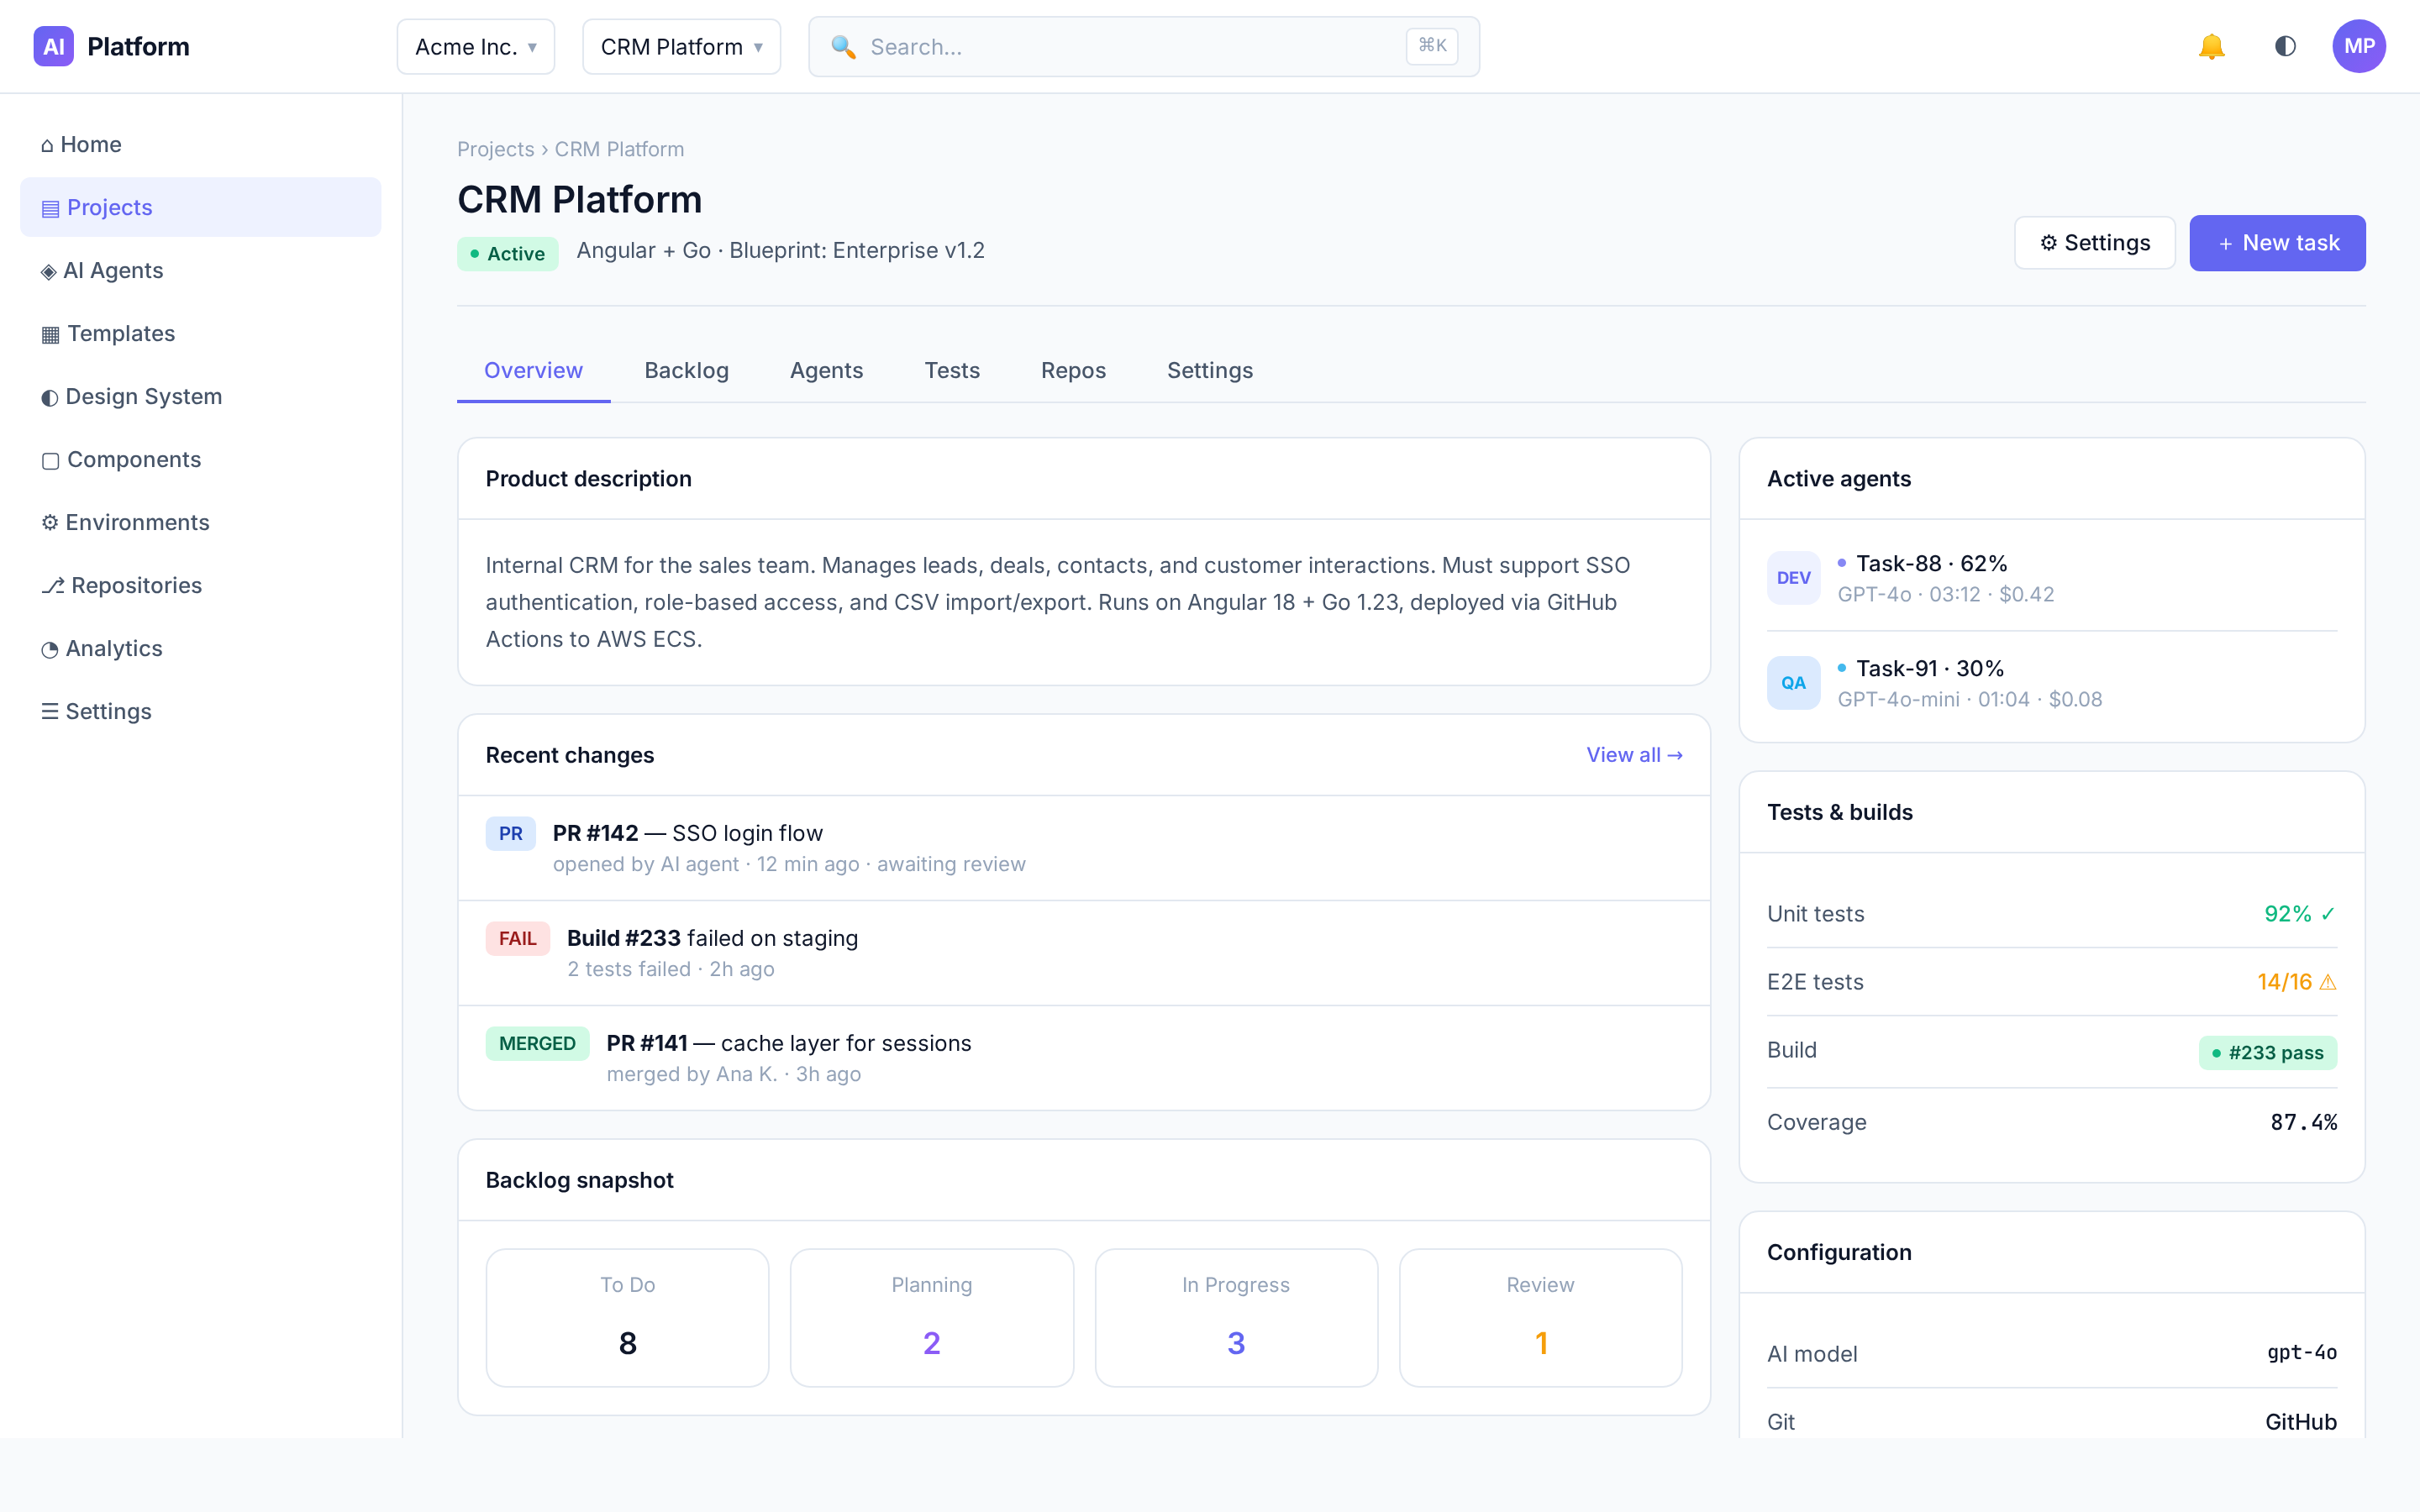 AI Platform
Acme Inc. ▾
CRM Platform ▾
🔍 Search...
⌘K
MP
⌂ Home
▤ Projects
◈ AI Agents
▦ Templates
◐ Design System
▢ Components
⚙ Environments
⎇ Repositories
◔ Analytics
☰ Settings
Projects › CRM Platform
CRM Platform
Active
Angular + Go · Blueprint: Enterprise v1.2
⚙ Settings
+ New task
Overview
Backlog
Agents
Tests
Repos
Settings
Product description
Internal CRM for the sales team. Manages leads, deals, contacts, and customer interactions. Must support SSO
authentication, role-based access, and CSV import/export. Runs on Angular 18 + Go 1.23, deployed via GitHub
Actions to AWS ECS.
Recent changes
View all →
PR
PR #142 — SSO login flow
opened by AI agent · 12 min ago · awaiting review
FAIL
Build #233 failed on staging
2 tests failed · 2h ago
MERGED
PR #141 — cache layer for sessions
merged by Ana K. · 3h ago
Backlog snapshot
To Do
8
Planning
2
In Progress
3
Review
1
Active agents
DEV
Task-88 · 62%
GPT-4o · 03:12 · $0.42
QA
Task-91 · 30%
GPT-4o-mini · 01:04 · $0.08
Tests & builds
Unit tests
92% ✓
E2E tests
14/16 ⚠
Build
#233 pass
Coverage
87.4%
Configuration
AI model
gpt-4o
Git
GitHub